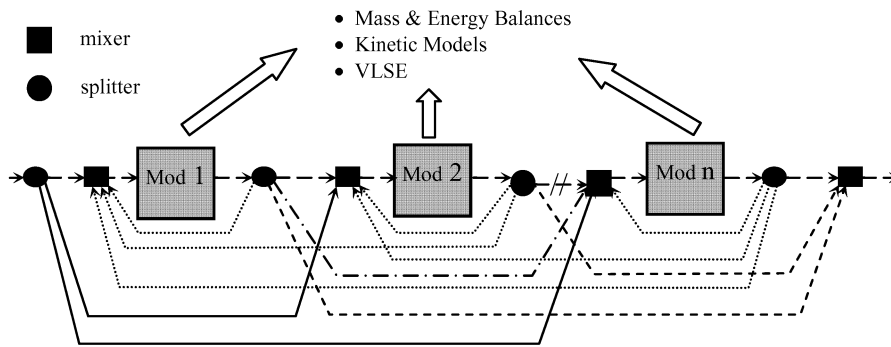 mixer
splitter
• Mass & Energy Balances
• Kinetic Models
• VLSE
Mod 1
Mod 2
Mod n